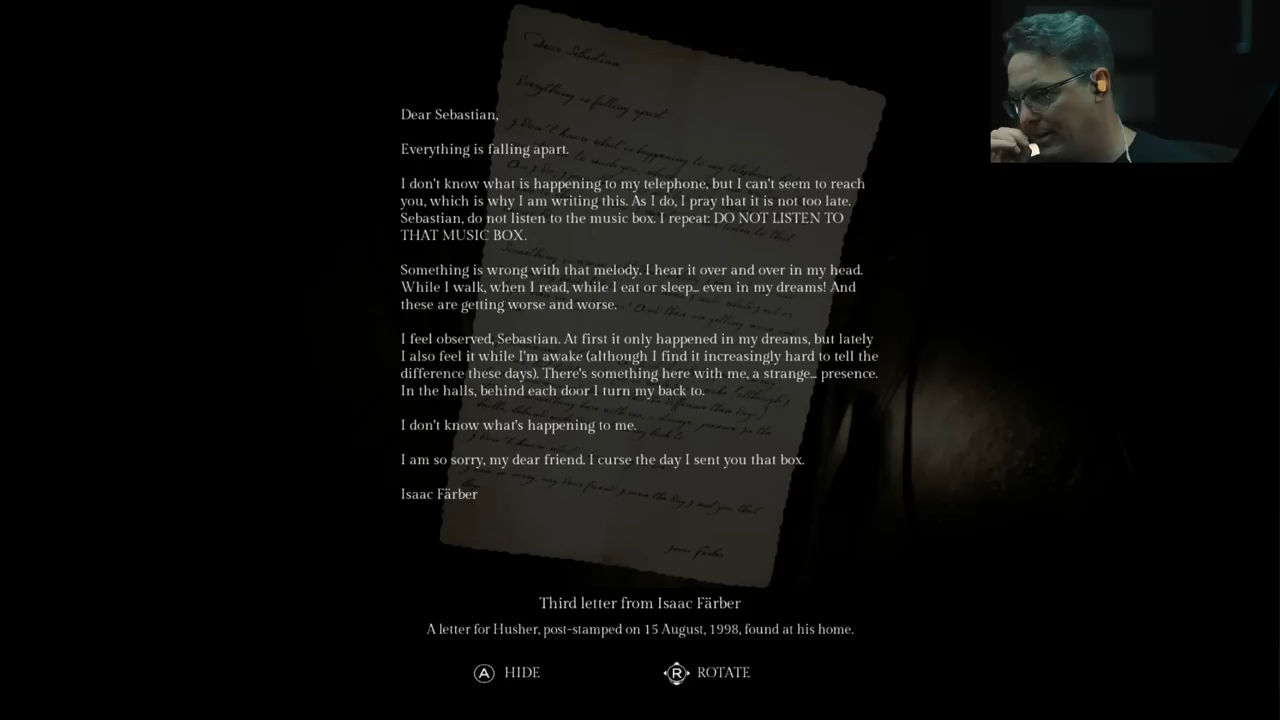 Dear Sebastian,
Everything is falling apart.
I don't know what is happening to my telephone, but I can't seem to reach
you, which is why I am writing this. As I do, I pray that it is not too late.
Sebastian, do not listen to the music box. I repeat: DO NOT LISTEN TO
THAT MUSIC BOX.
Something is wrong with that melody. I hear it over and over in my head.
While I walk, when I read, while I eat or sleep... even in my dreams! And
these are getting worse and worse.
I feel observed, Sebastian. At first it only happened in my dreams, but lately
I also feel it while I'm awake (although I find it increasingly hard to tell the
difference these days). There's something here with me, a strange... presence.
In the halls, behind each door I turn my back to.
I don't know what's happening to me.
I am so sorry, my dear friend. I curse the day I sent you that box.
Isaac Färber
Third letter from Isaac Färber
A letter for Husher, post-stamped on 15 August, 1998, found at his home.
A HIDE
R ROTATE